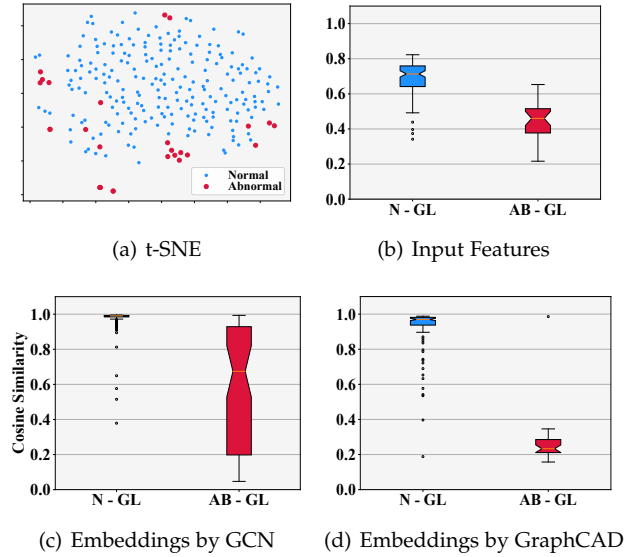 Normal
Abnormal
(a) t-SNE
1.0
0.8
0.6
0.4
0.2
0.0
N - GL
AB - GL
(b) Input Features
Cosine Similarity
1.0
0.8
0.6
0.4
0.2
0.0
N - GL
AB - GL
(c) Embeddings by GCN
1.0
0.8
0.6
0.4
0.2
0.0
N - GL
AB - GL
(d) Embeddings by GraphCAD